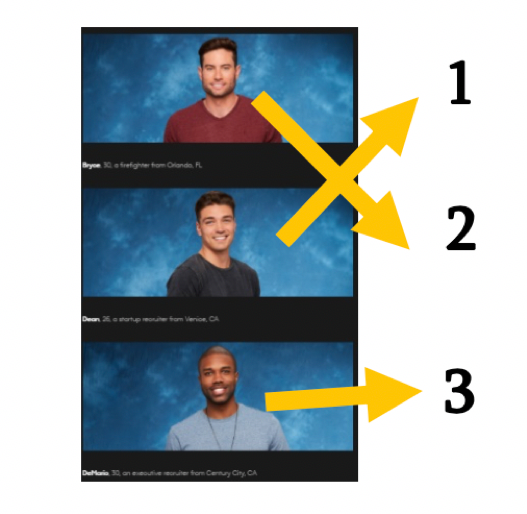 1
Bryce, 30, a firefighter from Orlando, FL
2
Dean, 26, a startup recruiter from Venice, CA
3
DeMario, 30, an executive recruiter from Century City, CA